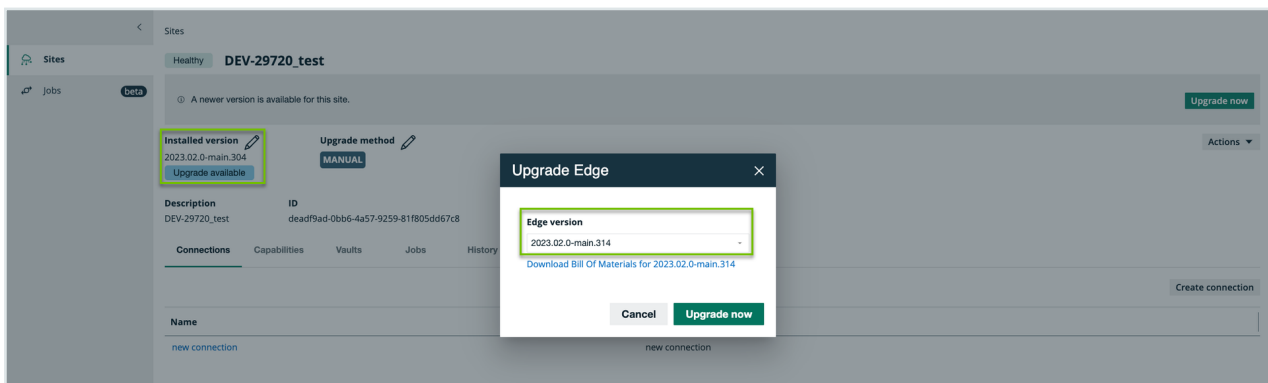 Sites
Sites
Healthy DEV-29720_test
Jobs beta
A newer version is available for this site.
Upgrade now
Installed version
Upgrade method
Actions
2023.02.0-main.304
MANUAL
Upgrade available
Description
ID
DEV-29720_test
deadf9ad-0bb6-4a57-9259-81f805dd67c8
Connections Capabilities Vaults Jobs History
Create connection
Name
new connection
new connection
Upgrade Edge
Edge version
2023.02.0-main.314
Download Bill Of Materials for 2023.02.0-main.314
Cancel Upgrade now